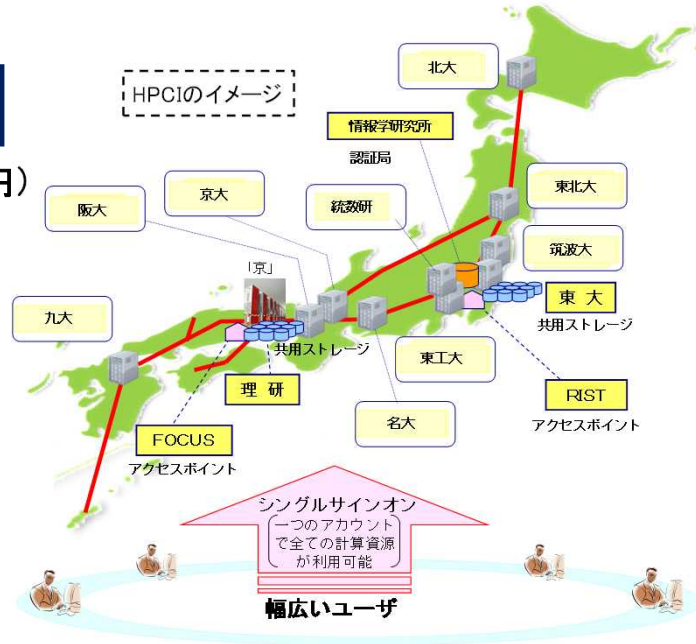 HPCIのイメージ
円)
北大
情報学研究所
認証局
東北大
京大
統数研
阪大
筑波大
「京」
九大
東 大
共用ストレージ
共用ストレージ
東工大
理 研
RIST
名大
アクセスポイント
FOCUS
アクセスポイント
シングルサインオン
一つのアカウント
で全ての計算資源
が利用可能
幅広いユーザ